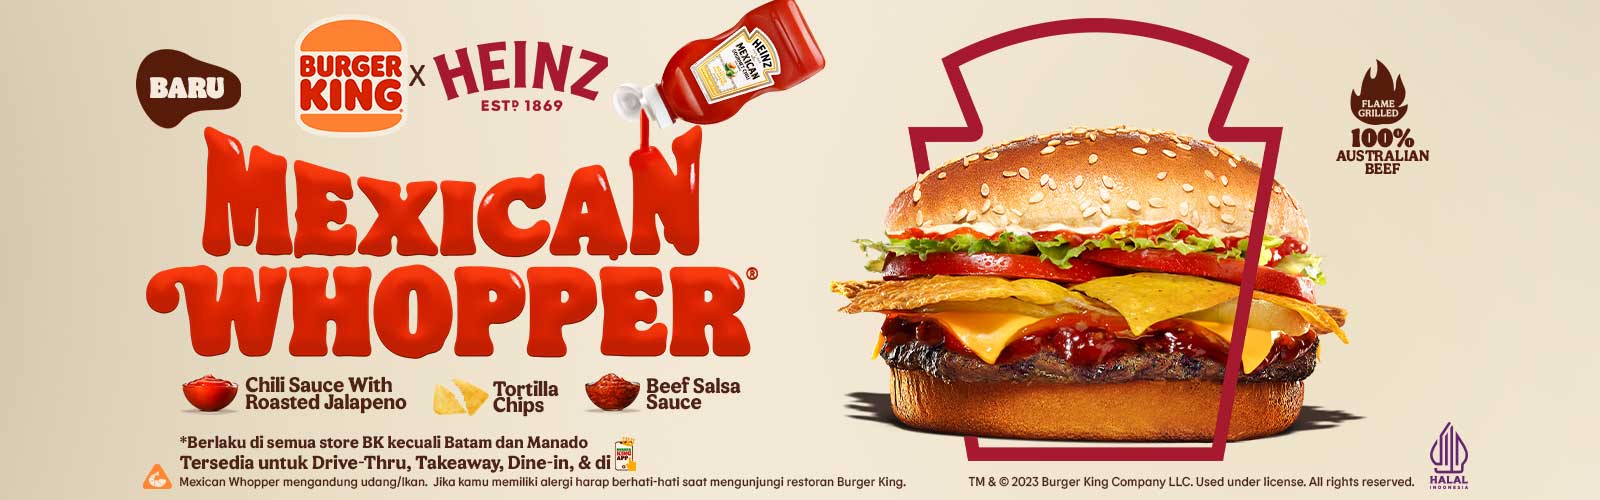 BARU
BURGER
KING
X
HEINZ
ESTD 1869
HEINZ
MEXICAN
FLAME
GRILLED
100%
AUSTRALIAN
BEEF
MEXICAN
WHOPPER®
Chili Sauce With
Roasted Jalapeno
Tortilla
Chips
Beef Salsa
Sauce
*Berlaku di semua store BK kecuali Batam dan Manado
Tersedia untuk Drive-Thru, Takeaway, Dine-in, & di
Mexican Whopper mengandung udang/Ikan. Jika kamu memiliki alergi harap berhati-hati saat mengunjungi restoran Burger King.
TM & © 2023 Burger King Company LLC. Used under license. All rights reserved.
HALAL
INDONESIA